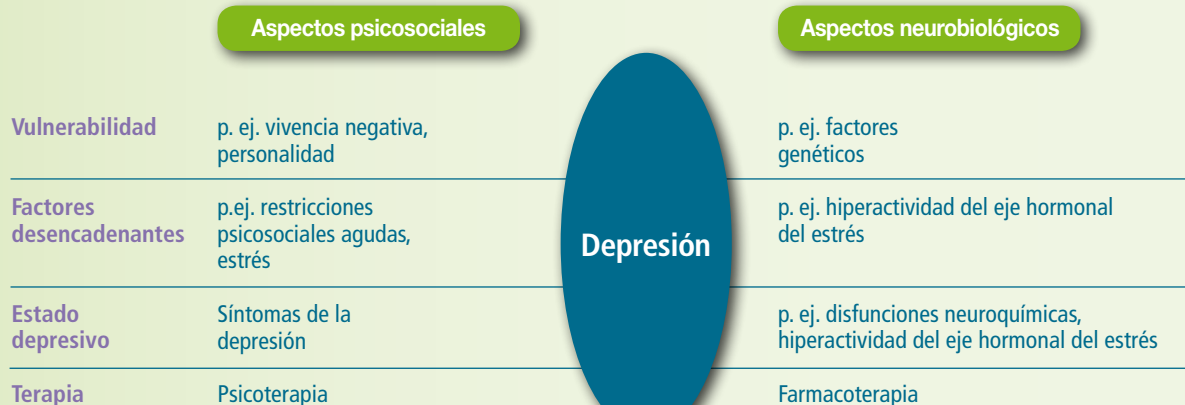 Aspectos psicosociales
Aspectos neurobiológicos
Vulnerabilidad
p. ej. vivencia negativa,
personalidad
p. ej. factores
genéticos
Factores
desencadenantes
p.ej. restricciones
psicosociales agudas,
estrés
Depresión
p. ej. hiperactividad del eje hormonal
del estrés
Estado
depresivo
Síntomas de la
depresión
p. ej. disfunciones neuroquímicas,
hiperactividad del eje hormonal del estrés
Terapia
Psicoterapia
Farmacoterapia